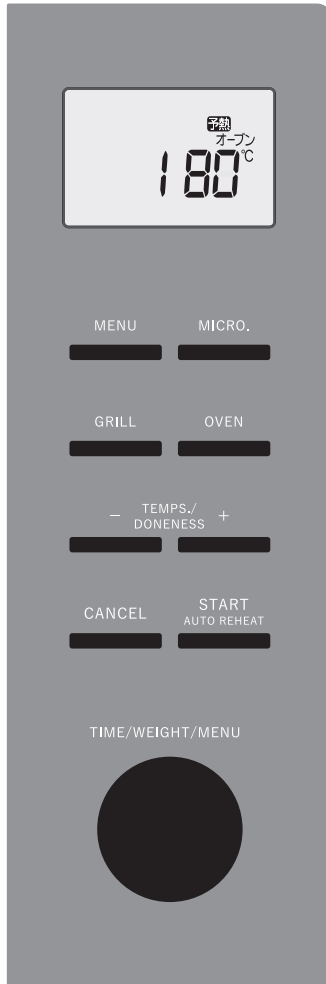 予熱
オーブン
180℃
MENU MICRO.
GRILL OVEN
− TEMPS./ +
DONENESS
CANCEL START
AUTO REHEAT
TIME/WEIGHT/MENU